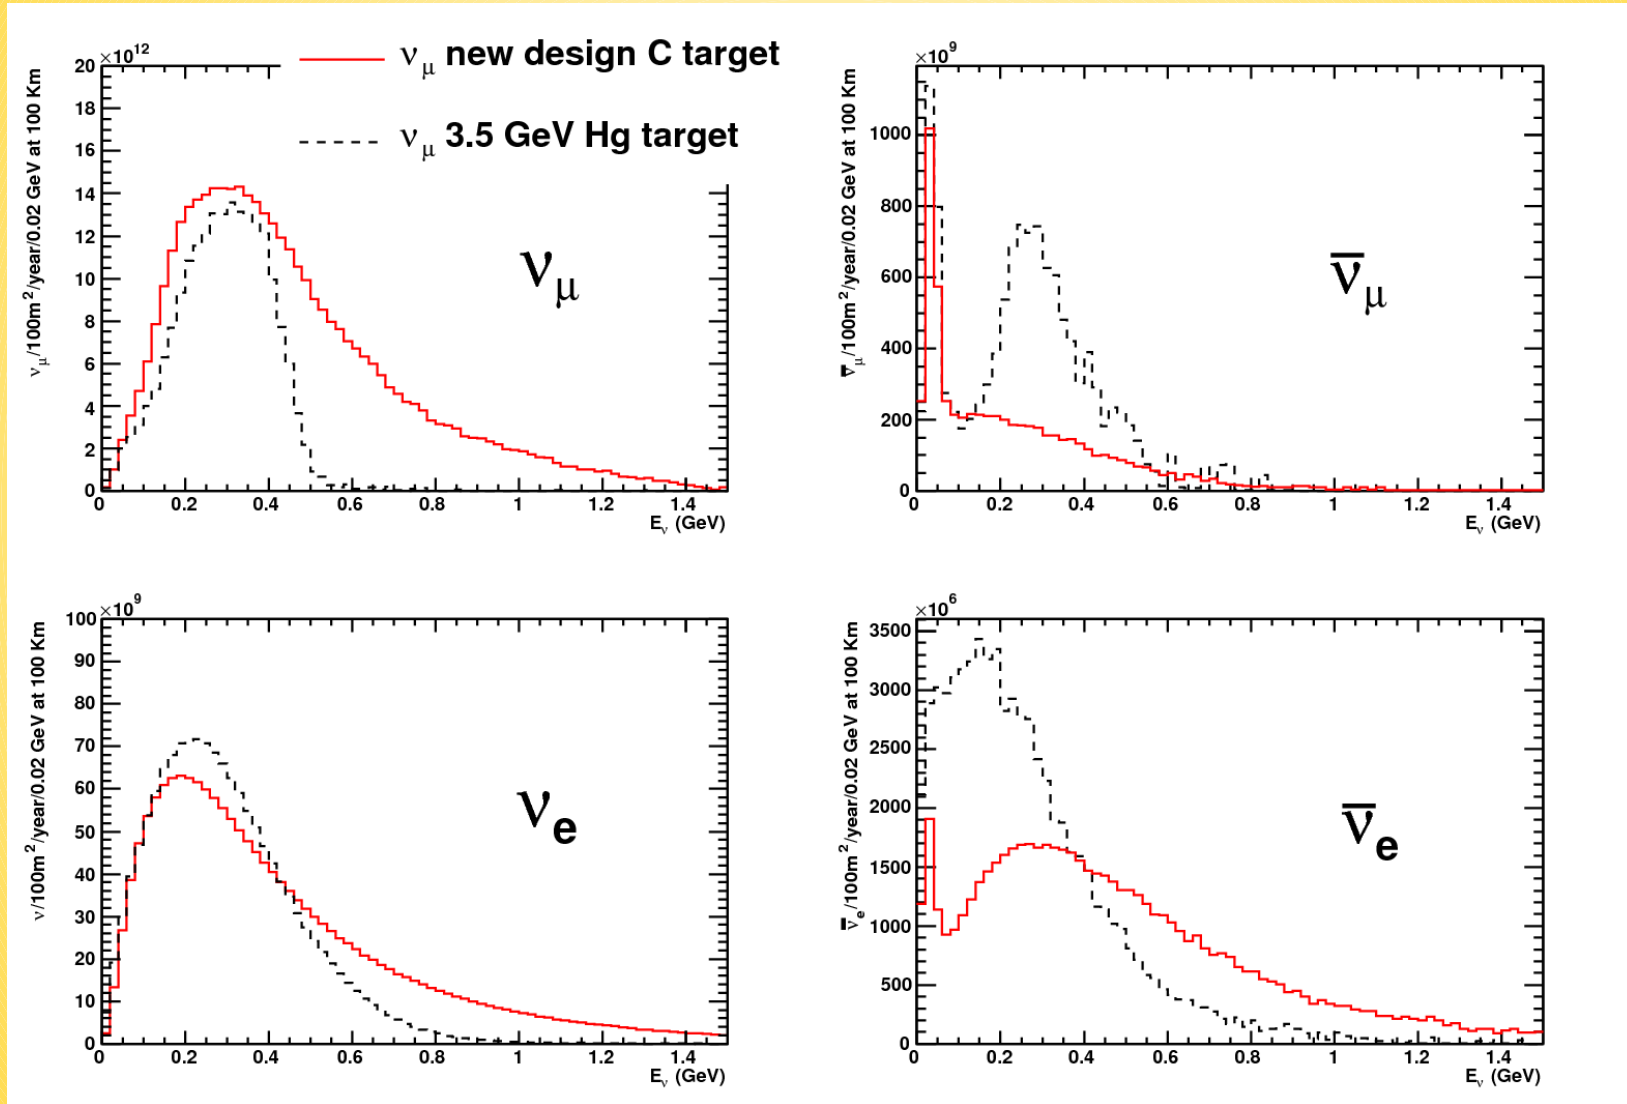 ν_μ new design C target
ν_μ 3.5 GeV Hg target
×10¹²
20
18
16
14
12
10
8
6
4
2
0
ν_μ/100m²/year/0.02 GeV at 100 Km
ν_μ
0 0.2 0.4 0.6 0.8 1 1.2 1.4
E_ν (GeV)
×10⁹
1000
800
600
400
200
0
ν̅_μ/100m²/year/0.02 GeV at 100 Km
ν̅_μ
0 0.2 0.4 0.6 0.8 1 1.2 1.4
E_ν (GeV)
×10⁹
100
90
80
70
60
50
40
30
20
10
0
ν/100m²/year/0.02 GeV at 100 Km
ν_e
0 0.2 0.4 0.6 0.8 1 1.2 1.4
E_ν (GeV)
×10⁶
3500
3000
2500
2000
1500
1000
500
0
ν̅_e/100m²/year/0.02 GeV at 100 Km
ν̅_e
0 0.2 0.4 0.6 0.8 1 1.2 1.4
E_ν (GeV)